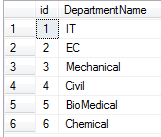 id DepartmentName
1 1 IT
2 2 EC
3 3 Mechanical
4 4 Civil
5 5 BioMedical
6 6 Chemical